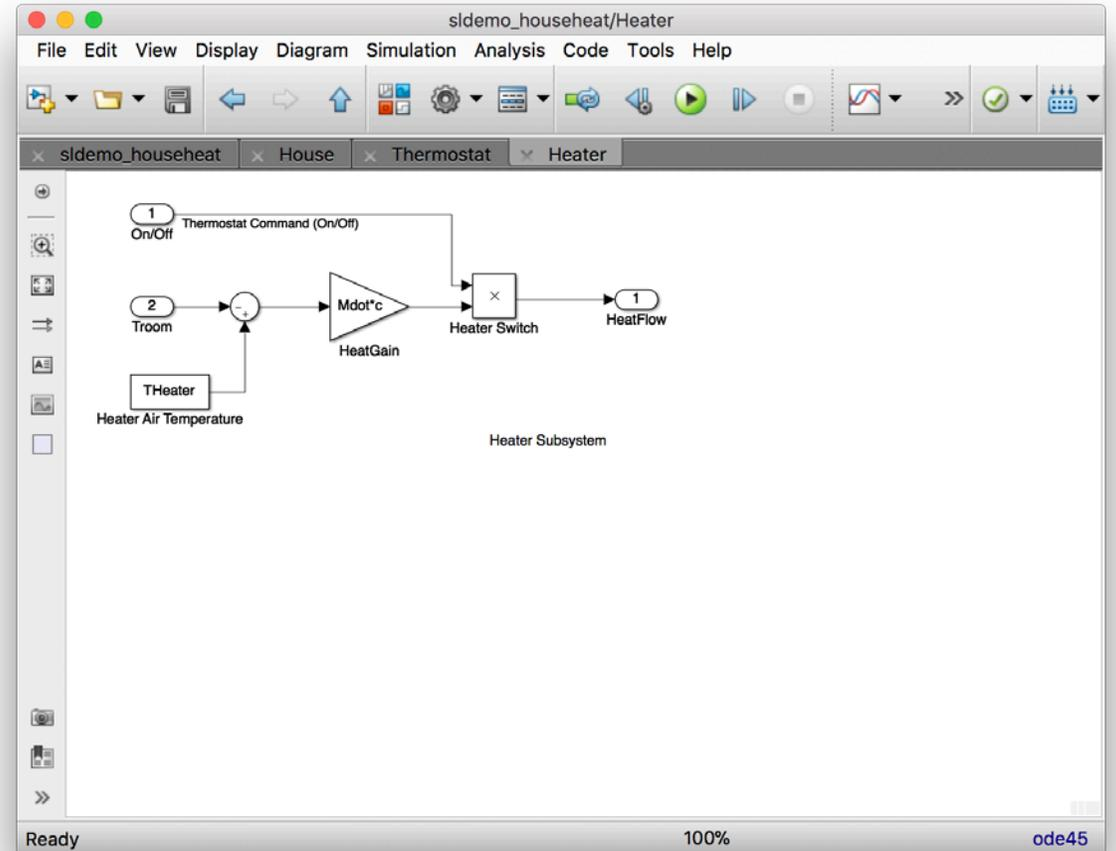 sldemo_househeat/Heater
File Edit View Display Diagram Simulation Analysis Code Tools Help
sldemo_househeat House Thermostat Heater
1
On/Off
Thermostat Command (On/Off)
2
Troom
-
+
Mdot*c
HeatGain
×
Heater Switch
1
HeatFlow
THeater
Heater Air Temperature
Heater Subsystem
Ready 100% ode45